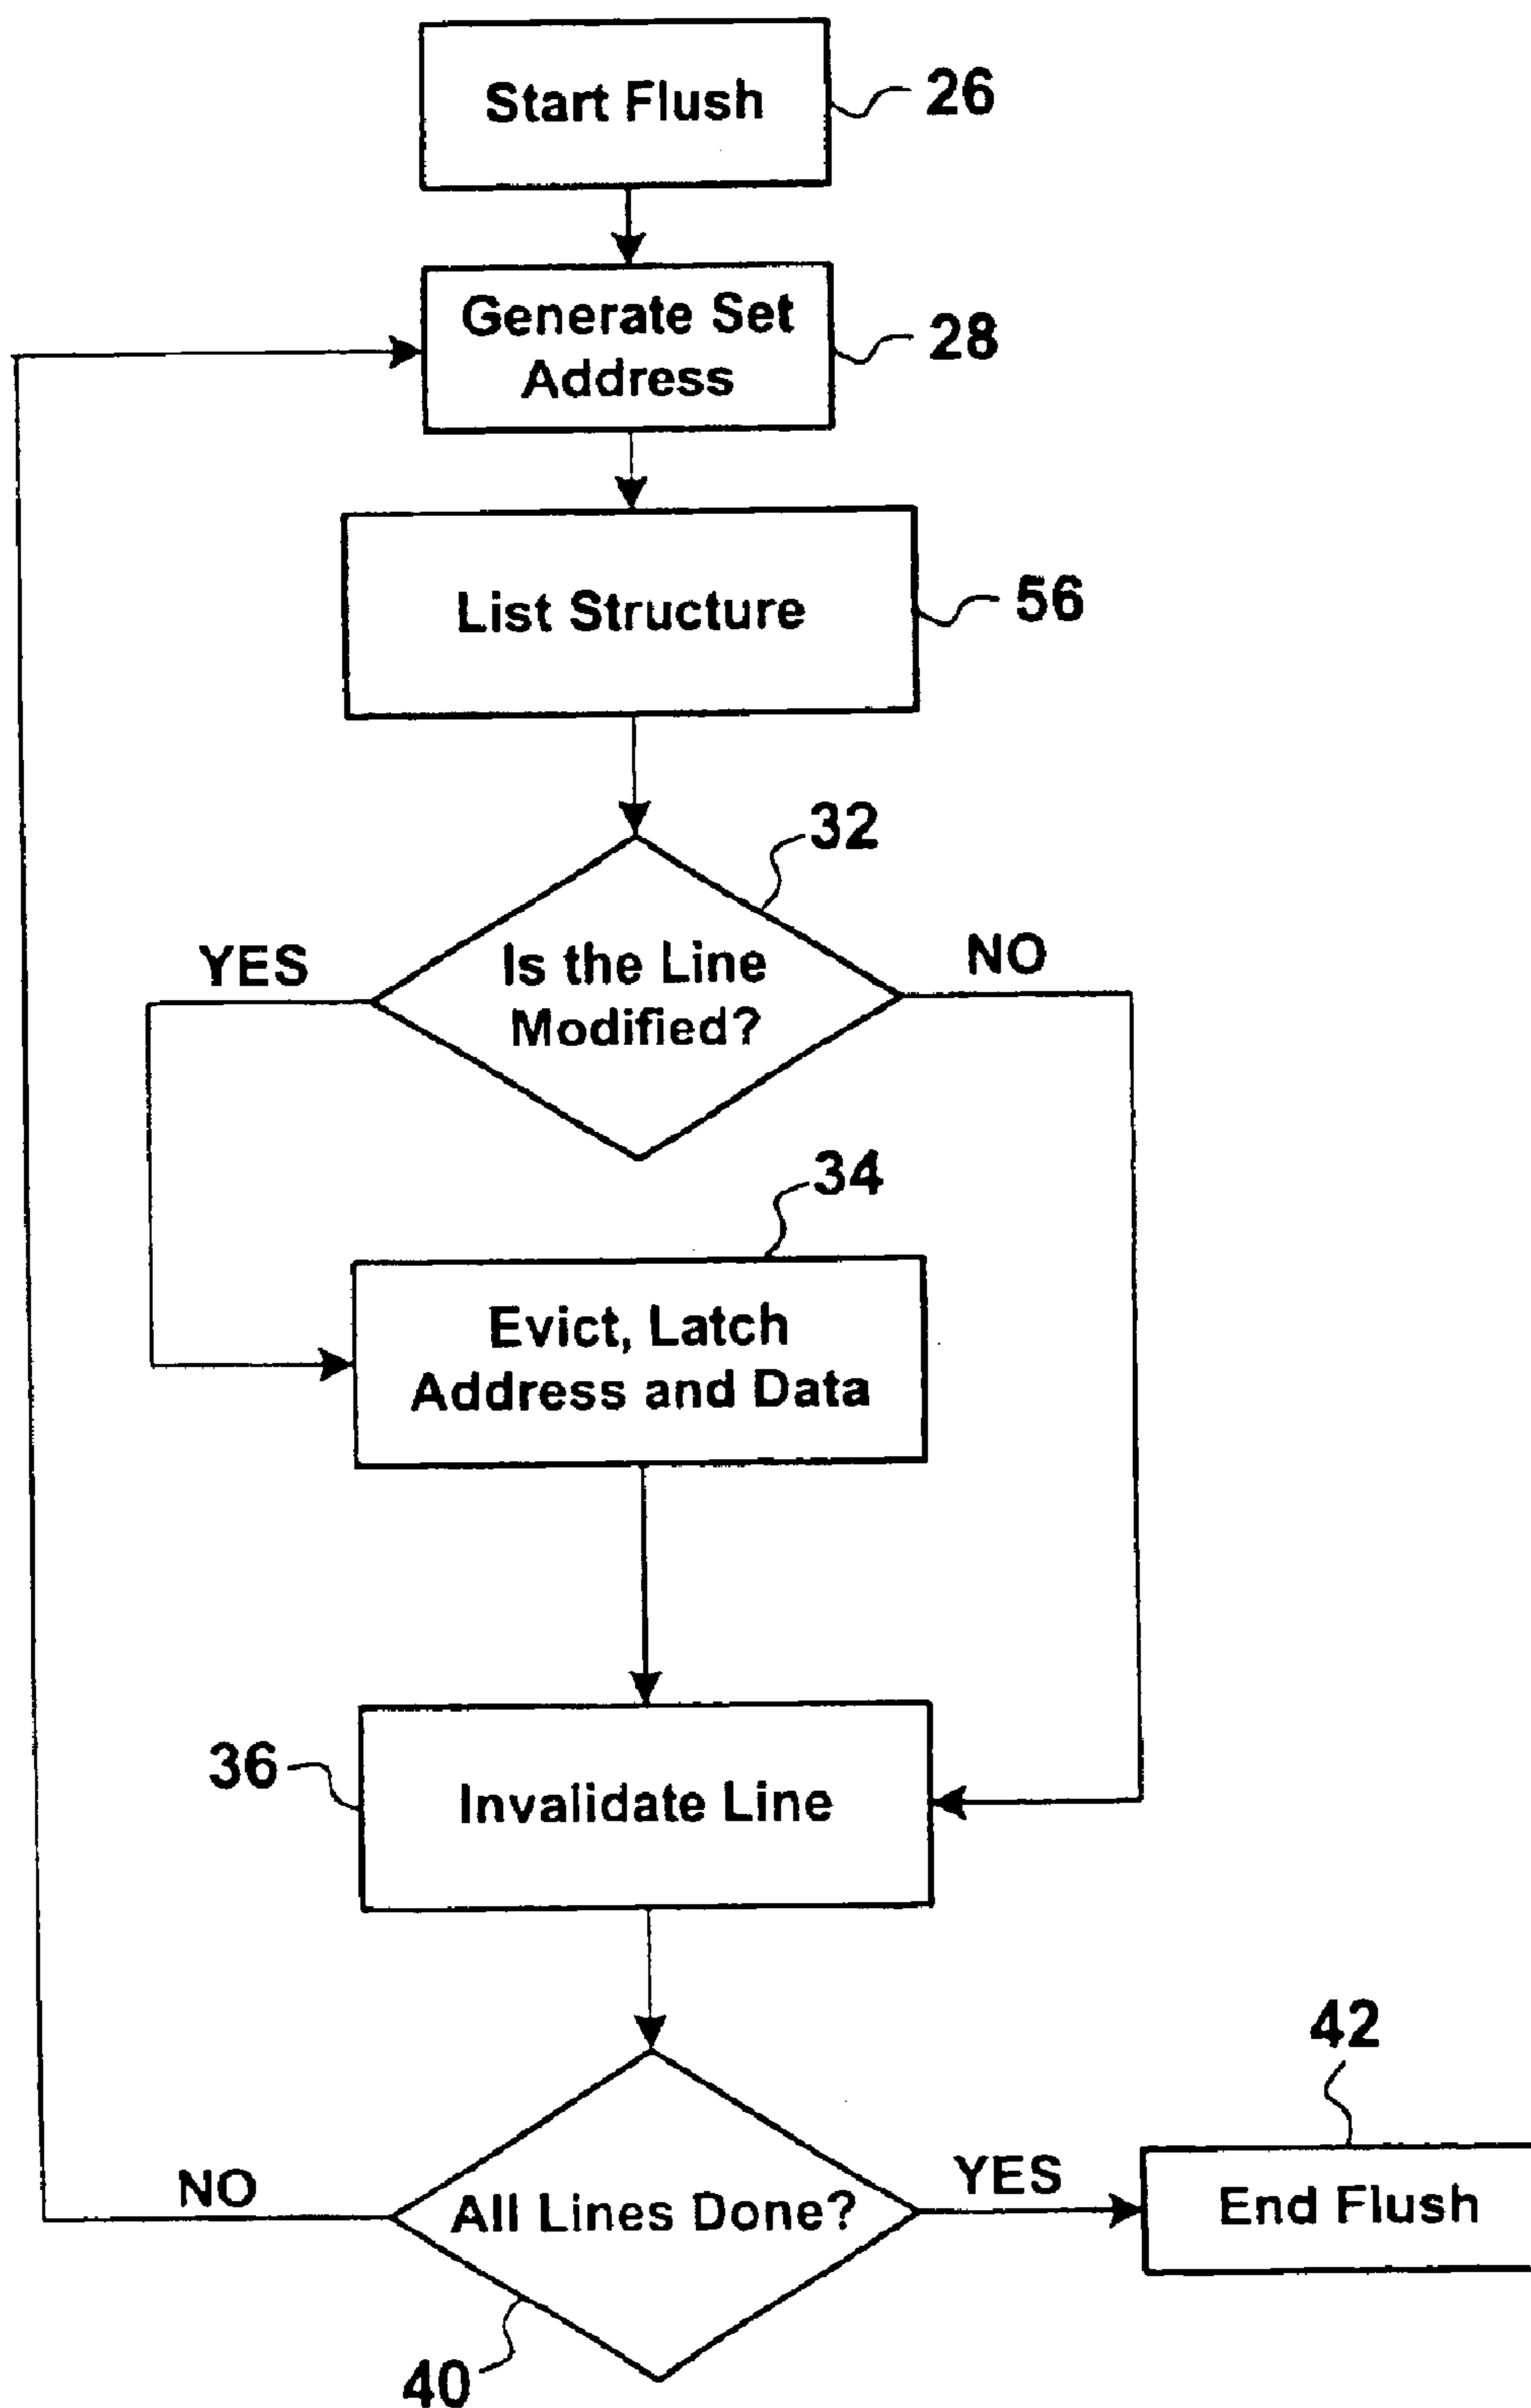 Start Flush
26
Generate Set
Address
28
List Structure
56
32
Is the Line
Modified?
YES
NO
34
Evict, Latch
Address and Data
36
Invalidate Line
42
NO
All Lines Done?
YES
End Flush
40